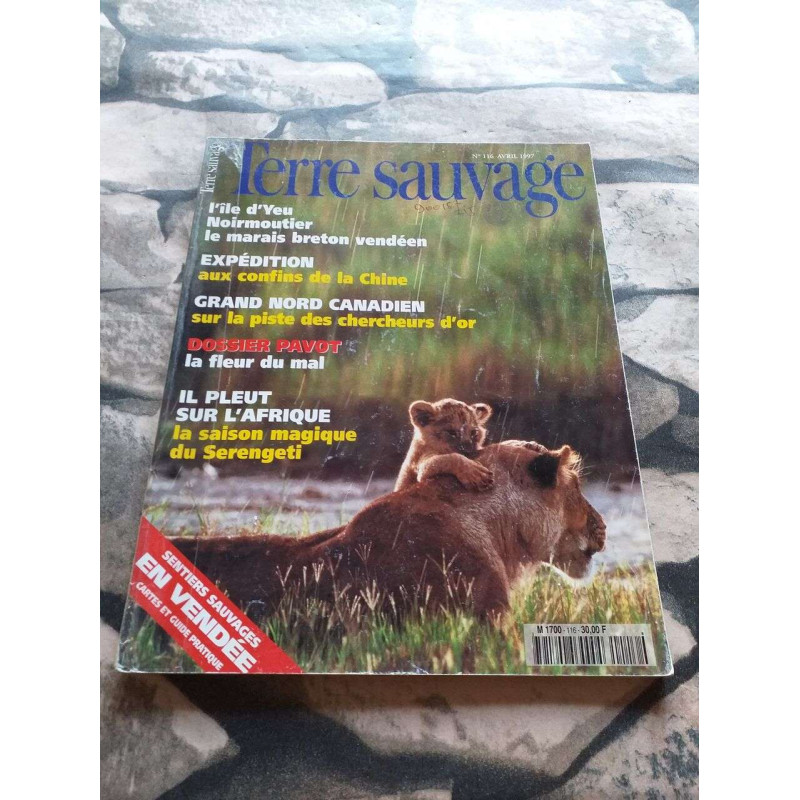 Terre sauvage
N° 116 AVRIL 1997
Terre sauvage
l'île d'Yeu
Noirmoutier
le marais breton vendéen
EXPÉDITION
aux confins de la Chine
GRAND NORD CANADIEN
sur la piste des chercheurs d'or
DOSSIER PAVOT
la fleur du mal
IL PLEUT
SUR L'AFRIQUE
la saison magique
du Serengeti
SENTIERS SAUVAGES
EN VENDÉE
CARTES ET GUIDE PRATIQUE
M 1700 - 116 - 30,00 F